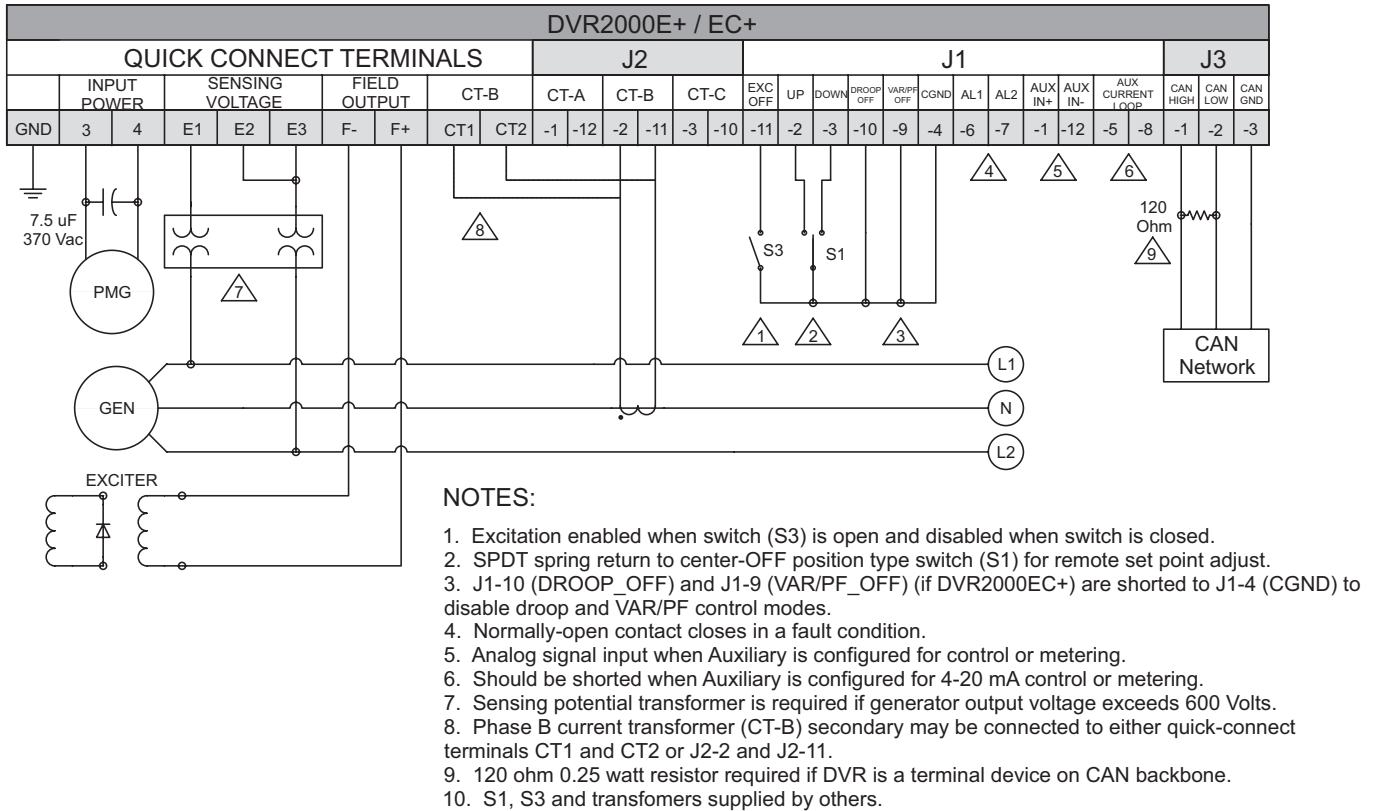 DVR2000E+ / EC+
QUICK CONNECT TERMINALS J2 J1 J3
INPUT POWER SENSING VOLTAGE FIELD OUTPUT CT-B CT-A CT-B CT-C EXC OFF UP DOWN DROOP OFF VAR/PF OFF CGND AL1 AL2 AUX IN+ AUX IN- AUX CURRENT LOOP CAN HIGH CAN LOW CAN GND
GND 3 4 E1 E2 E3 F- F+ CT1 CT2 -1 -12 -2 -11 -3 -10 -11 -2 -3 -10 -9 -4 -6 -7 -1 -12 -5 -8 -1 -2 -3
4 5 6
7.5 uF
370 Vac
8
120
Ohm
S3
S1
9
PMG
7
1 2 3
CAN
Network
L1
GEN
N
L2
EXCITER
NOTES:
1. Excitation enabled when switch (S3) is open and disabled when switch is closed.
2. SPDT spring return to center-OFF position type switch (S1) for remote set point adjust.
3. J1-10 (DROOP_OFF) and J1-9 (VAR/PF_OFF) (if DVR2000EC+) are shorted to J1-4 (CGND) to
disable droop and VAR/PF control modes.
4. Normally-open contact closes in a fault condition.
5. Analog signal input when Auxiliary is configured for control or metering.
6. Should be shorted when Auxiliary is configured for 4-20 mA control or metering.
7. Sensing potential transformer is required if generator output voltage exceeds 600 Volts.
8. Phase B current transformer (CT-B) secondary may be connected to either quick-connect
terminals CT1 and CT2 or J2-2 and J2-11.
9. 120 ohm 0.25 watt resistor required if DVR is a terminal device on CAN backbone.
10. S1, S3 and transfomers supplied by others.